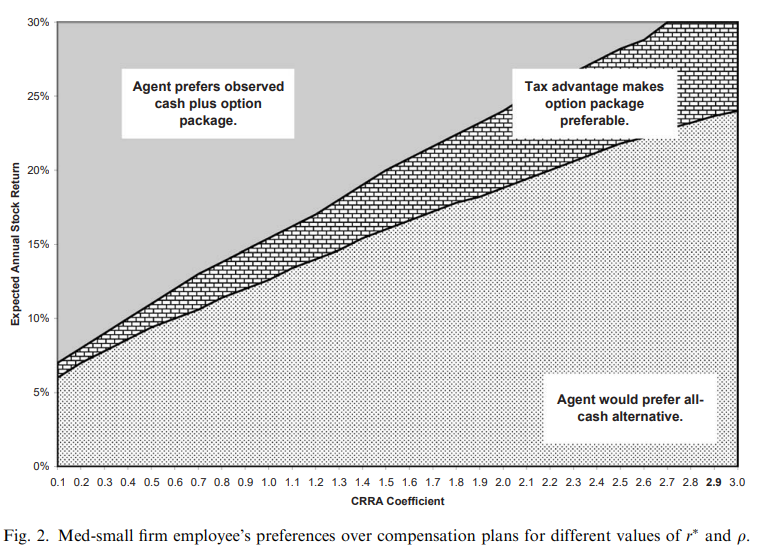 30%
25%
20%
15%
10%
5%
0%
Expected Annual Stock Return
Agent prefers observed
cash plus option
package.
Tax advantage makes
option package
preferable.
Agent would prefer all-
cash alternative.
0.1 0.2 0.3 0.4 0.5 0.6 0.7 0.8 0.9 1.0 1.1 1.2 1.3 1.4 1.5 1.6 1.7 1.8 1.9 2.0 2.1 2.2 2.3 2.4 2.5 2.6 2.7 2.8 2.9 3.0
CRRA Coefficient
Fig. 2. Med-small firm employee's preferences over compensation plans for different values of r* and ρ.